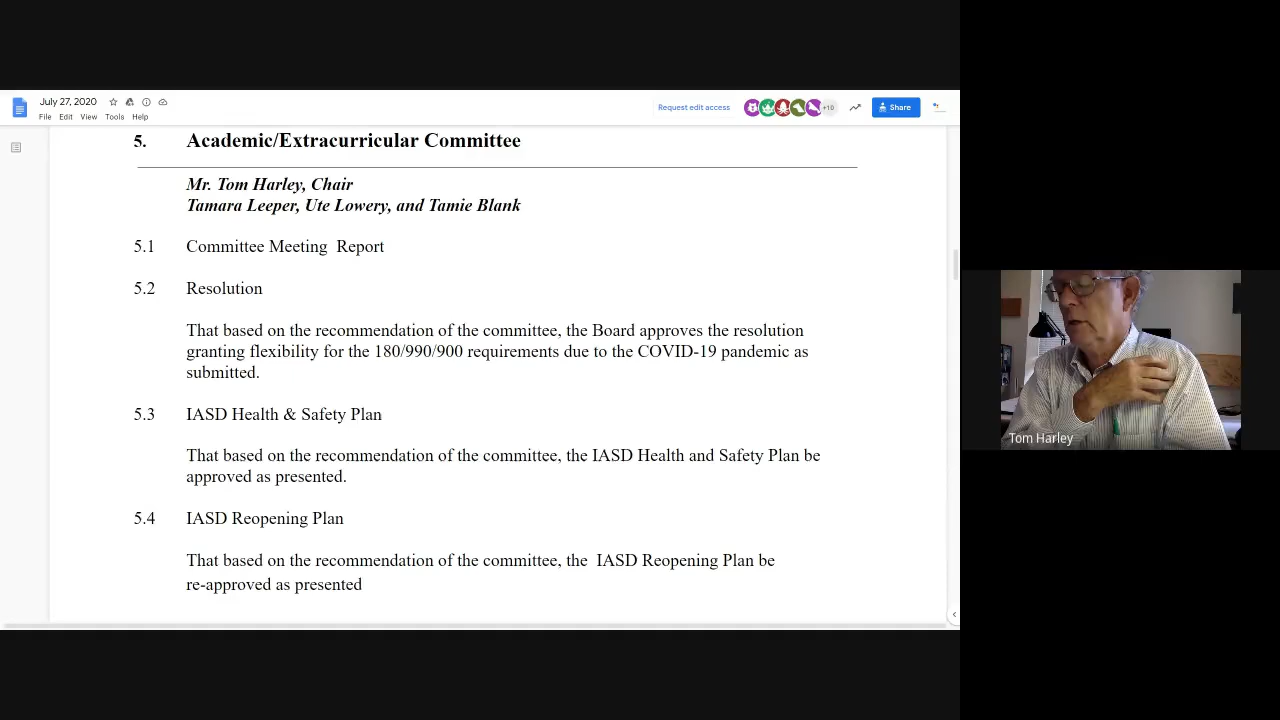 July 27, 2020
File Edit View Tools Help
Request edit access
+10
Share
5. Academic/Extracurricular Committee
Mr. Tom Harley, Chair
Tamara Leeper, Ute Lowery, and Tamie Blank
5.1 Committee Meeting Report
5.2 Resolution
That based on the recommendation of the committee, the Board approves the resolution
granting flexibility for the 180/990/900 requirements due to the COVID-19 pandemic as
submitted.
5.3 IASD Health & Safety Plan
That based on the recommendation of the committee, the IASD Health and Safety Plan be
approved as presented.
5.4 IASD Reopening Plan
That based on the recommendation of the committee, the IASD Reopening Plan be
re-approved as presented
Tom Harley